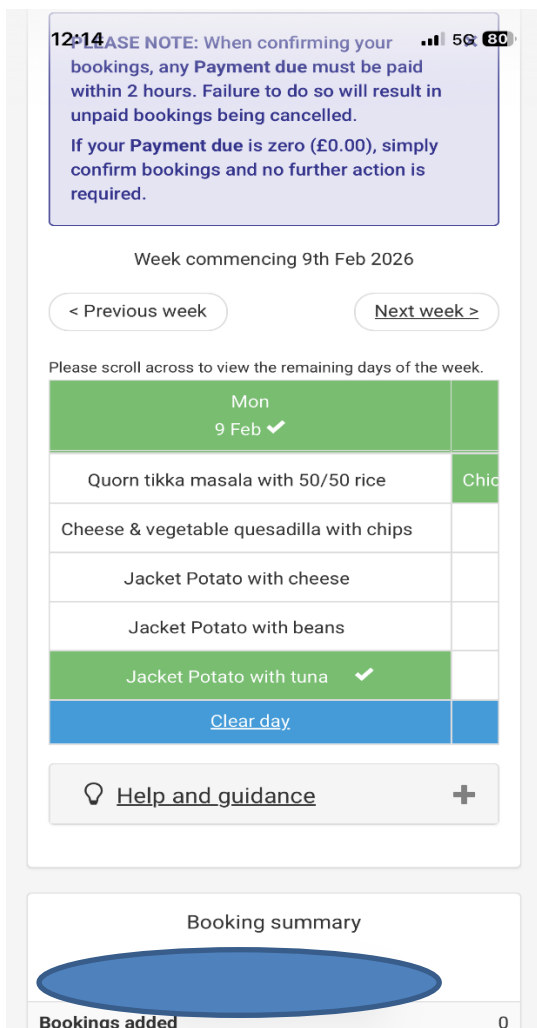 12:14
5G 80
PLEASE NOTE: When confirming your
bookings, any Payment due must be paid
within 2 hours. Failure to do so will result in
unpaid bookings being cancelled.
If your Payment due is zero (£0.00), simply
confirm bookings and no further action is
required.
Week commencing 9th Feb 2026
< Previous week
Next week >
Please scroll across to view the remaining days of the week.
Mon
9 Feb
Quorn tikka masala with 50/50 rice
Chic
Cheese & vegetable quesadilla with chips
Jacket Potato with cheese
Jacket Potato with beans
Jacket Potato with tuna
Clear day
Help and guidance
Booking summary
Bookings added 0